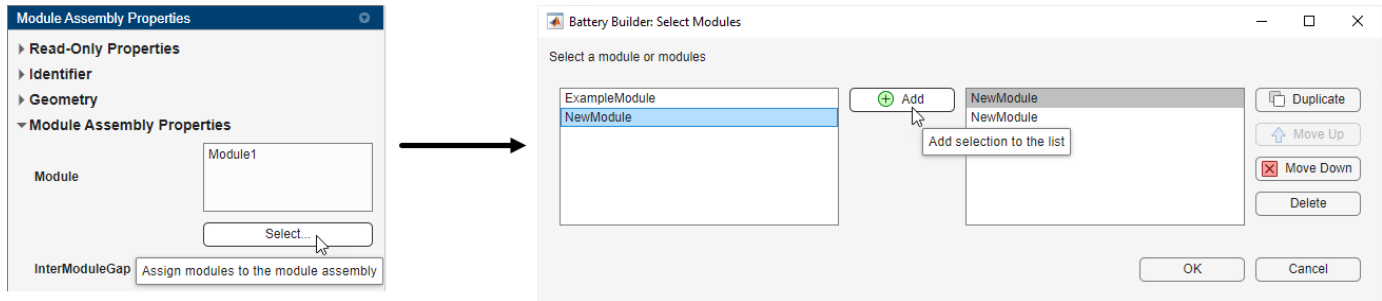 Module Assembly Properties
Read-Only Properties
Identifier
Geometry
Module Assembly Properties
Module
Module1
Select...
InterModuleGap
Assign modules to the module assembly
Battery Builder: Select Modules
Select a module or modules
ExampleModule
NewModule
Add
Add selection to the list
NewModule
NewModule
Duplicate
Move Up
Move Down
Delete
OK
Cancel